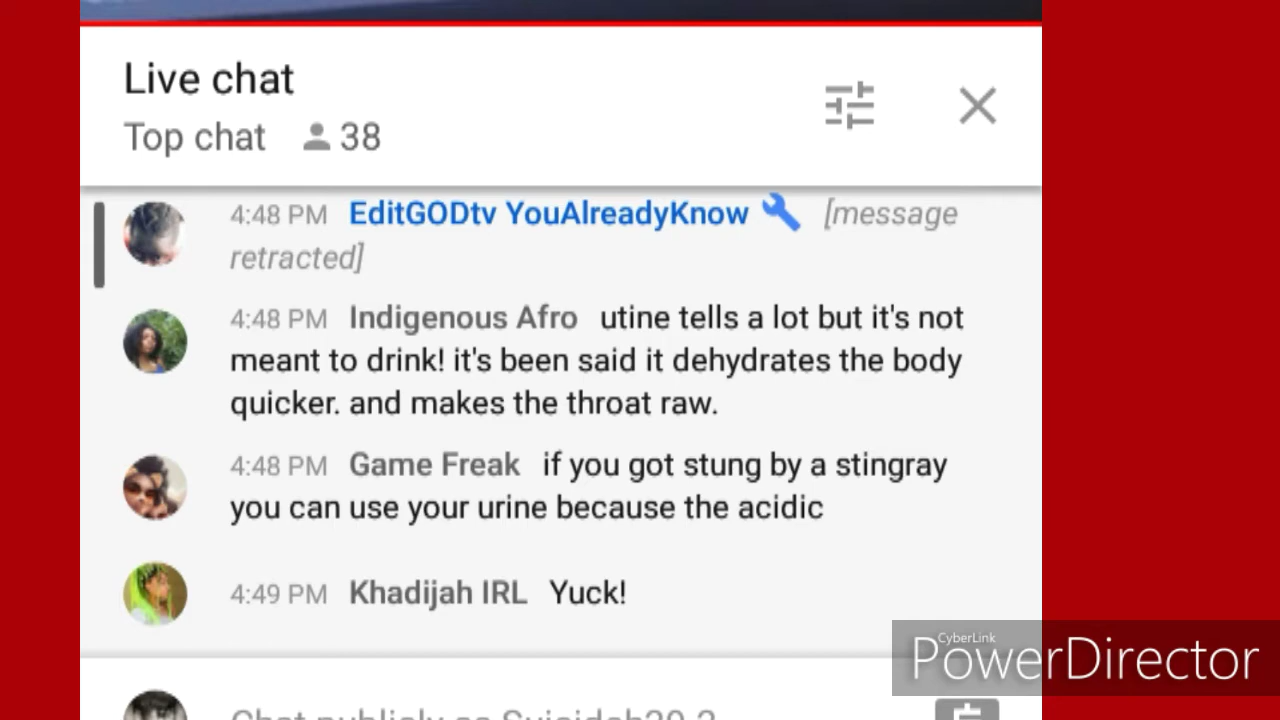 Live chat
Top chat 38
4:48 PM EditGODtv YouAlreadyKnow [message
retracted]
4:48 PM Indigenous Afro utine tells a lot but it's not
meant to drink! it's been said it dehydrates the body
quicker. and makes the throat raw.
4:48 PM Game Freak if you got stung by a stingray
you can use your urine because the acidic
4:49 PM Khadijah IRL Yuck!
CyberLink
PowerDirector
Chat publicly as